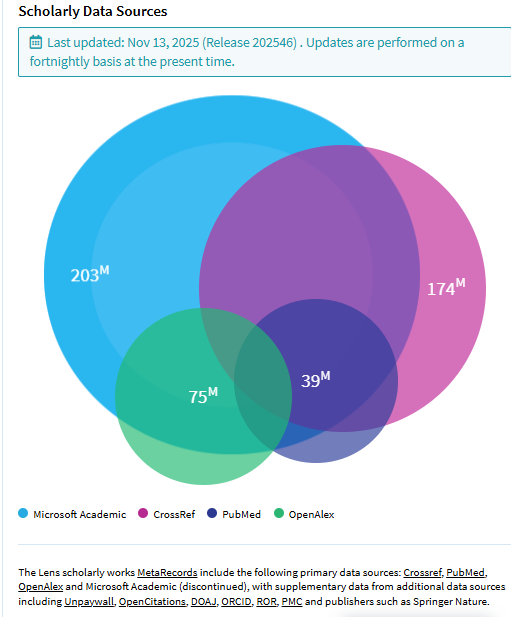 Scholarly Data Sources
Last updated: Nov 13, 2025 (Release 202546) . Updates are performed on a
fortnightly basis at the present time.
203M
174M
39M
75M
Microsoft Academic CrossRef PubMed OpenAlex
The Lens scholarly works MetaRecords include the following primary data sources: Crossref, PubMed,
OpenAlex and Microsoft Academic (discontinued), with supplementary data from additional data sources
including Unpaywall, OpenCitations, DOAJ, ORCID, ROR, PMC and publishers such as Springer Nature.